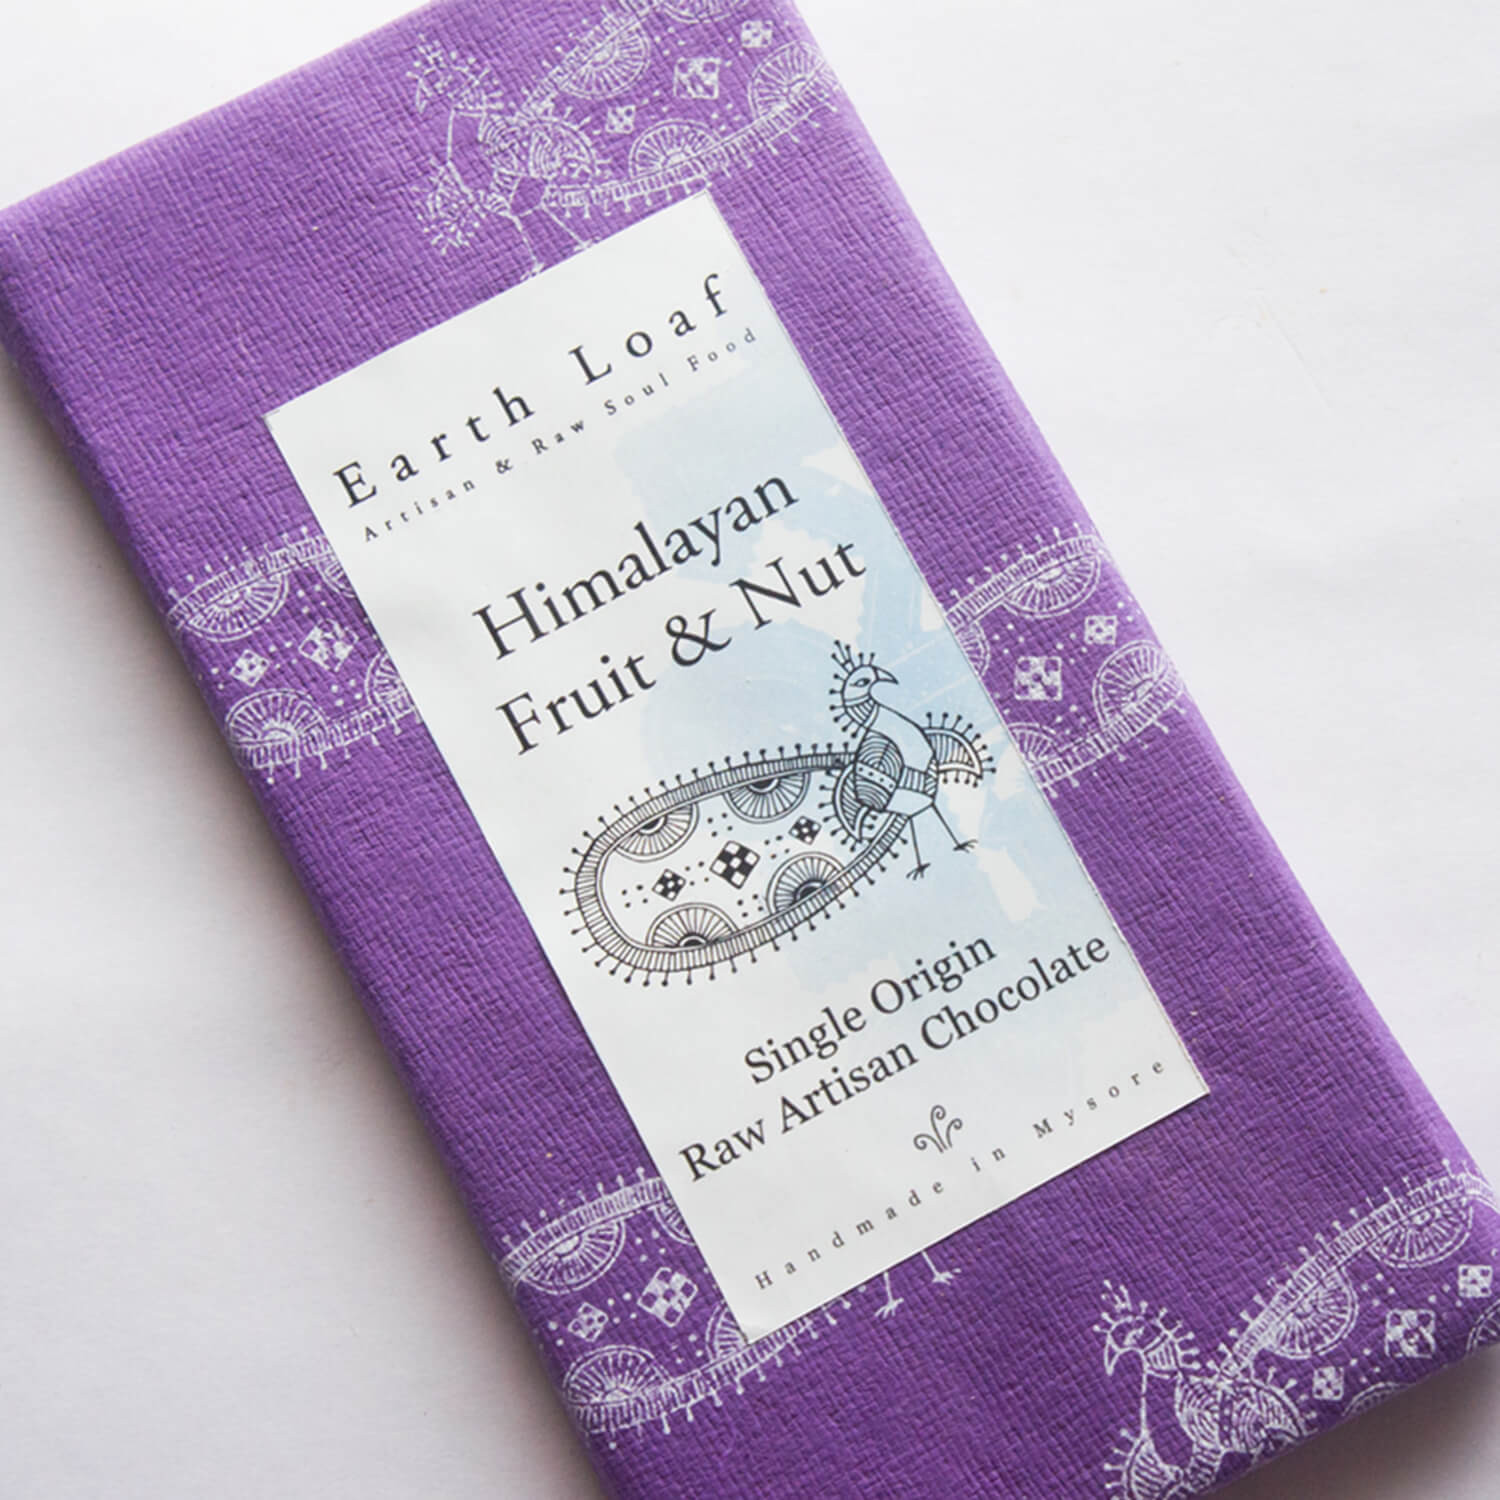 Earth Loaf
Artisan & Raw Soul Food
Himalayan
Fruit & Nut
Single Origin
Raw Artisan Chocolate
Handmade in Mysore